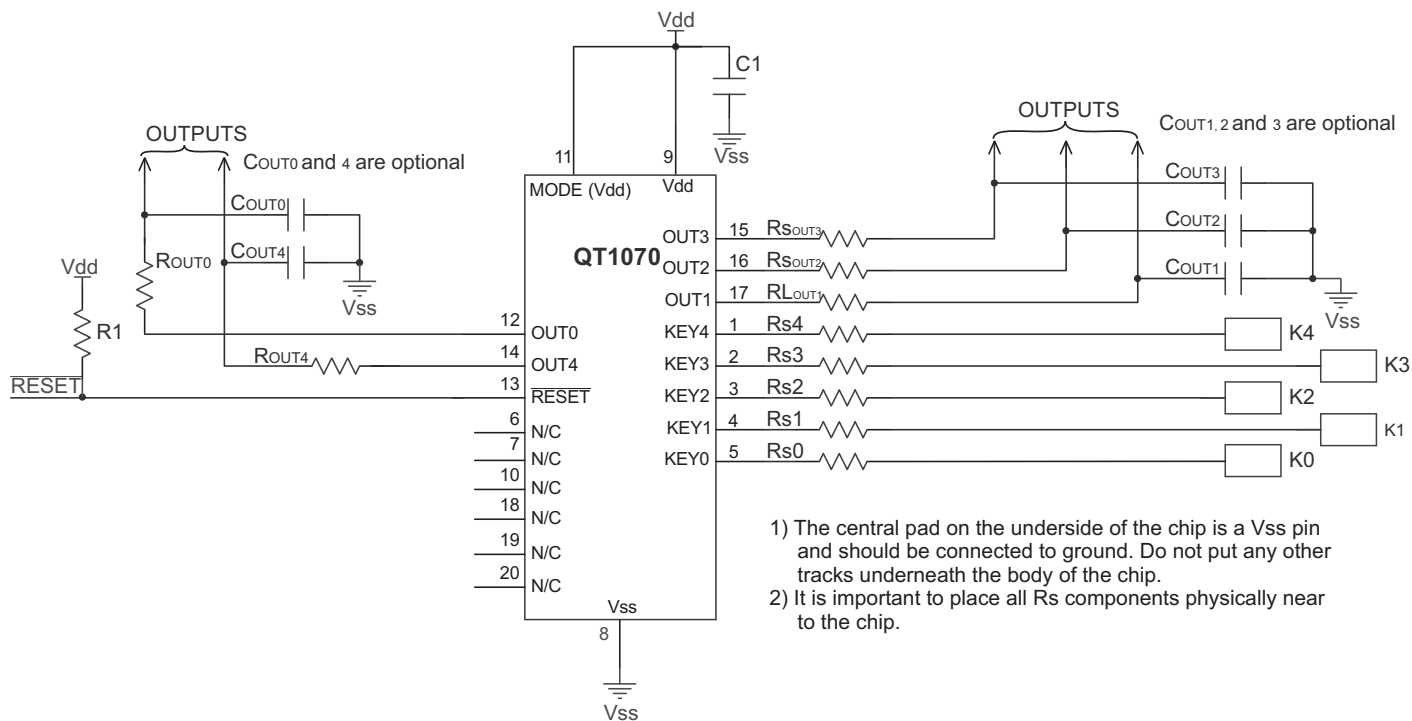 Vdd
C1
Vss
OUTPUTS
COUT0 and 4 are optional
COUT0
COUT4
ROUT0
Vss
Vdd
R1
ROUT4
RESET
OUTPUTS
COUT1, 2 and 3 are optional
COUT3
COUT2
COUT1
Vss
11
9
MODE (Vdd)
Vdd
QT1070
12
OUT0
14
OUT4
13
RESET
6
N/C
7
N/C
10
N/C
18
N/C
19
N/C
20
N/C
OUT3 15 RsOUT3
OUT2 16 RsOUT2
OUT1 17 RLOUT1
KEY4 1 Rs4 K4
KEY3 2 Rs3 K3
KEY2 3 Rs2 K2
KEY1 4 Rs1 K1
KEY0 5 Rs0 K0
Vss
8
Vss
1) The central pad on the underside of the chip is a Vss pin
and should be connected to ground. Do not put any other
tracks underneath the body of the chip.
2) It is important to place all Rs components physically near
to the chip.